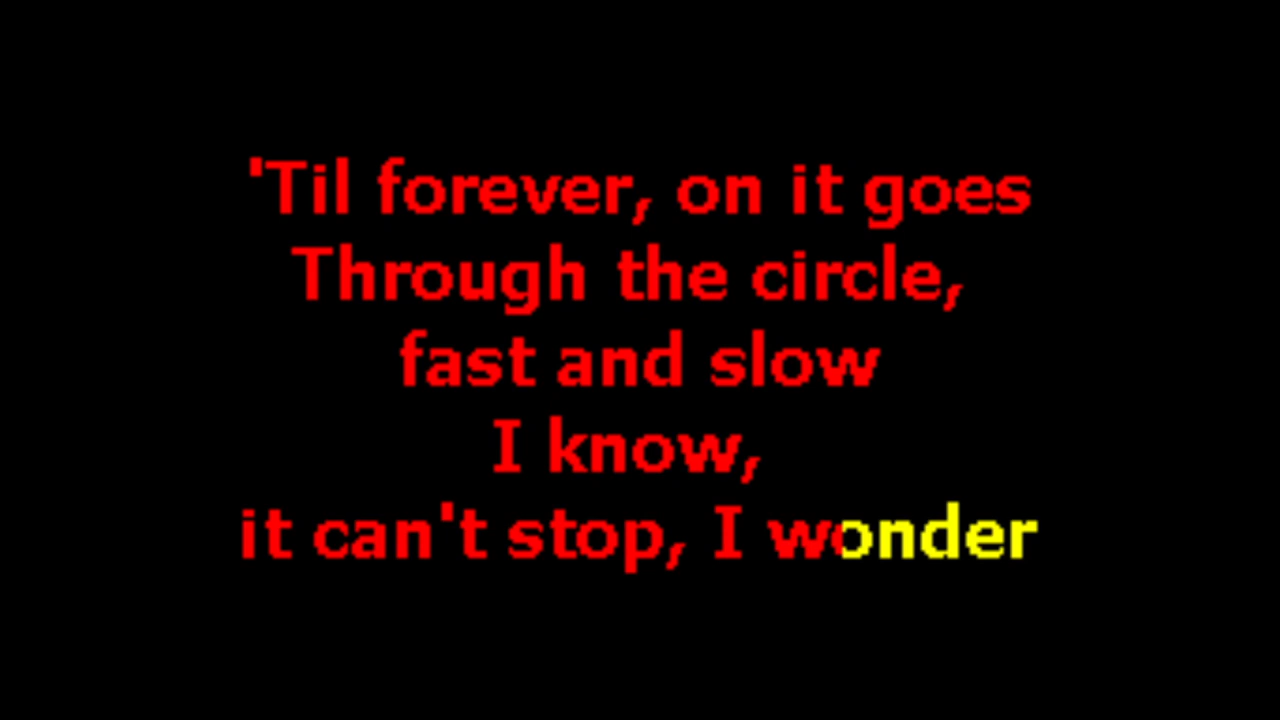 'Til forever, on it goes
Through the circle,
fast and slow
I know,
it can't stop, I wonder